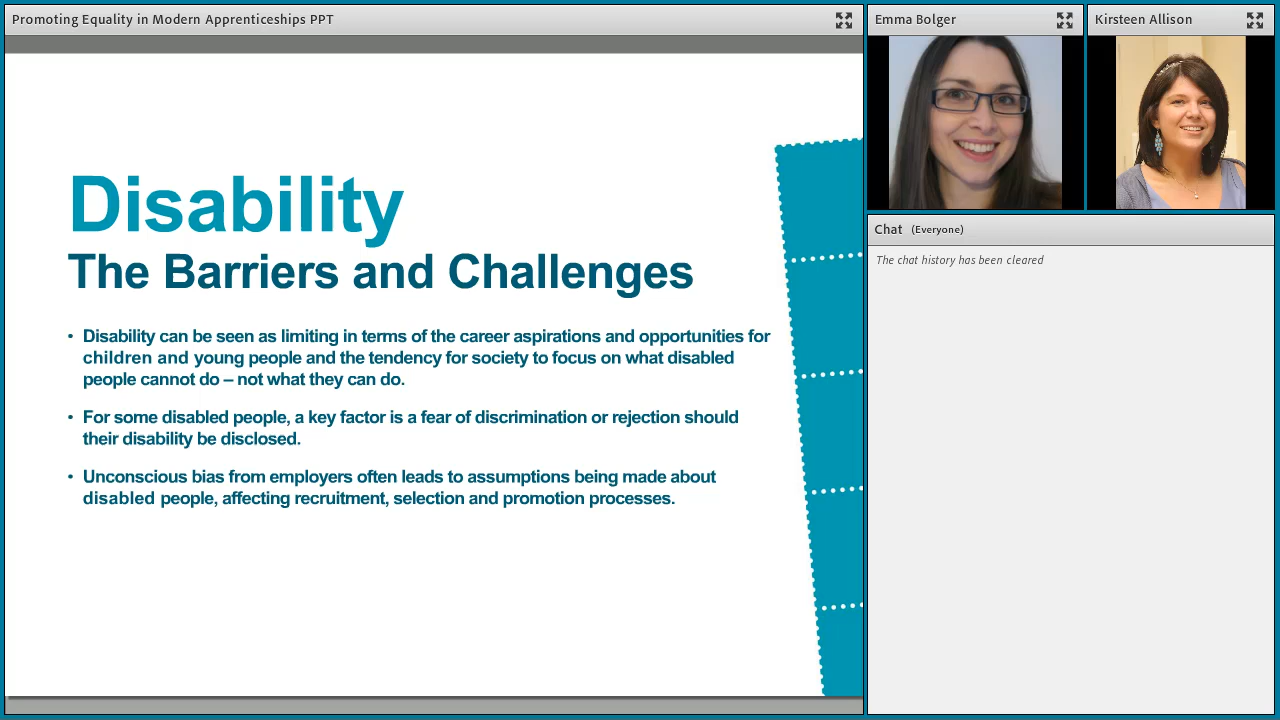 Promoting Equality in Modern Apprenticeships PPT
Emma Bolger
Kirsteen Allison
Disability
The Barriers and Challenges
• Disability can be seen as limiting in terms of the career aspirations and opportunities for
children and young people and the tendency for society to focus on what disabled
people cannot do – not what they can do.
• For some disabled people, a key factor is a fear of discrimination or rejection should
their disability be disclosed.
• Unconscious bias from employers often leads to assumptions being made about
disabled people, affecting recruitment, selection and promotion processes.
Chat (Everyone)
The chat history has been cleared